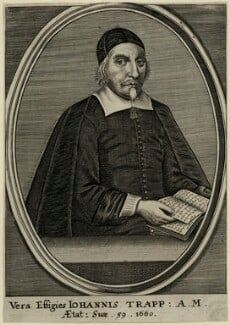 Vera Effigies IOHANNIS TRAPP: A M.
Ætat: Suæ . 59 . 1660.